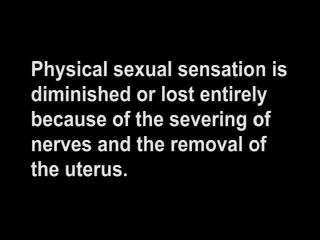 Physical sexual sensation is
diminished or lost entirely
because of the severing of
nerves and the removal of
the uterus.